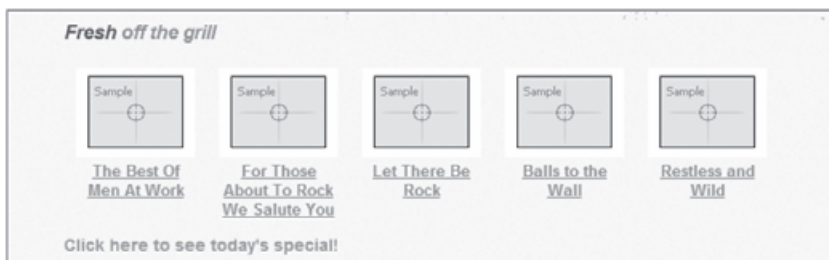 Fresh off the grill
Sample Sample Sample Sample Sample
The Best Of
Men At Work
For Those
About To Rock
We Salute You
Let There Be
Rock
Balls to the
Wall
Restless and
Wild
Click here to see today's special!